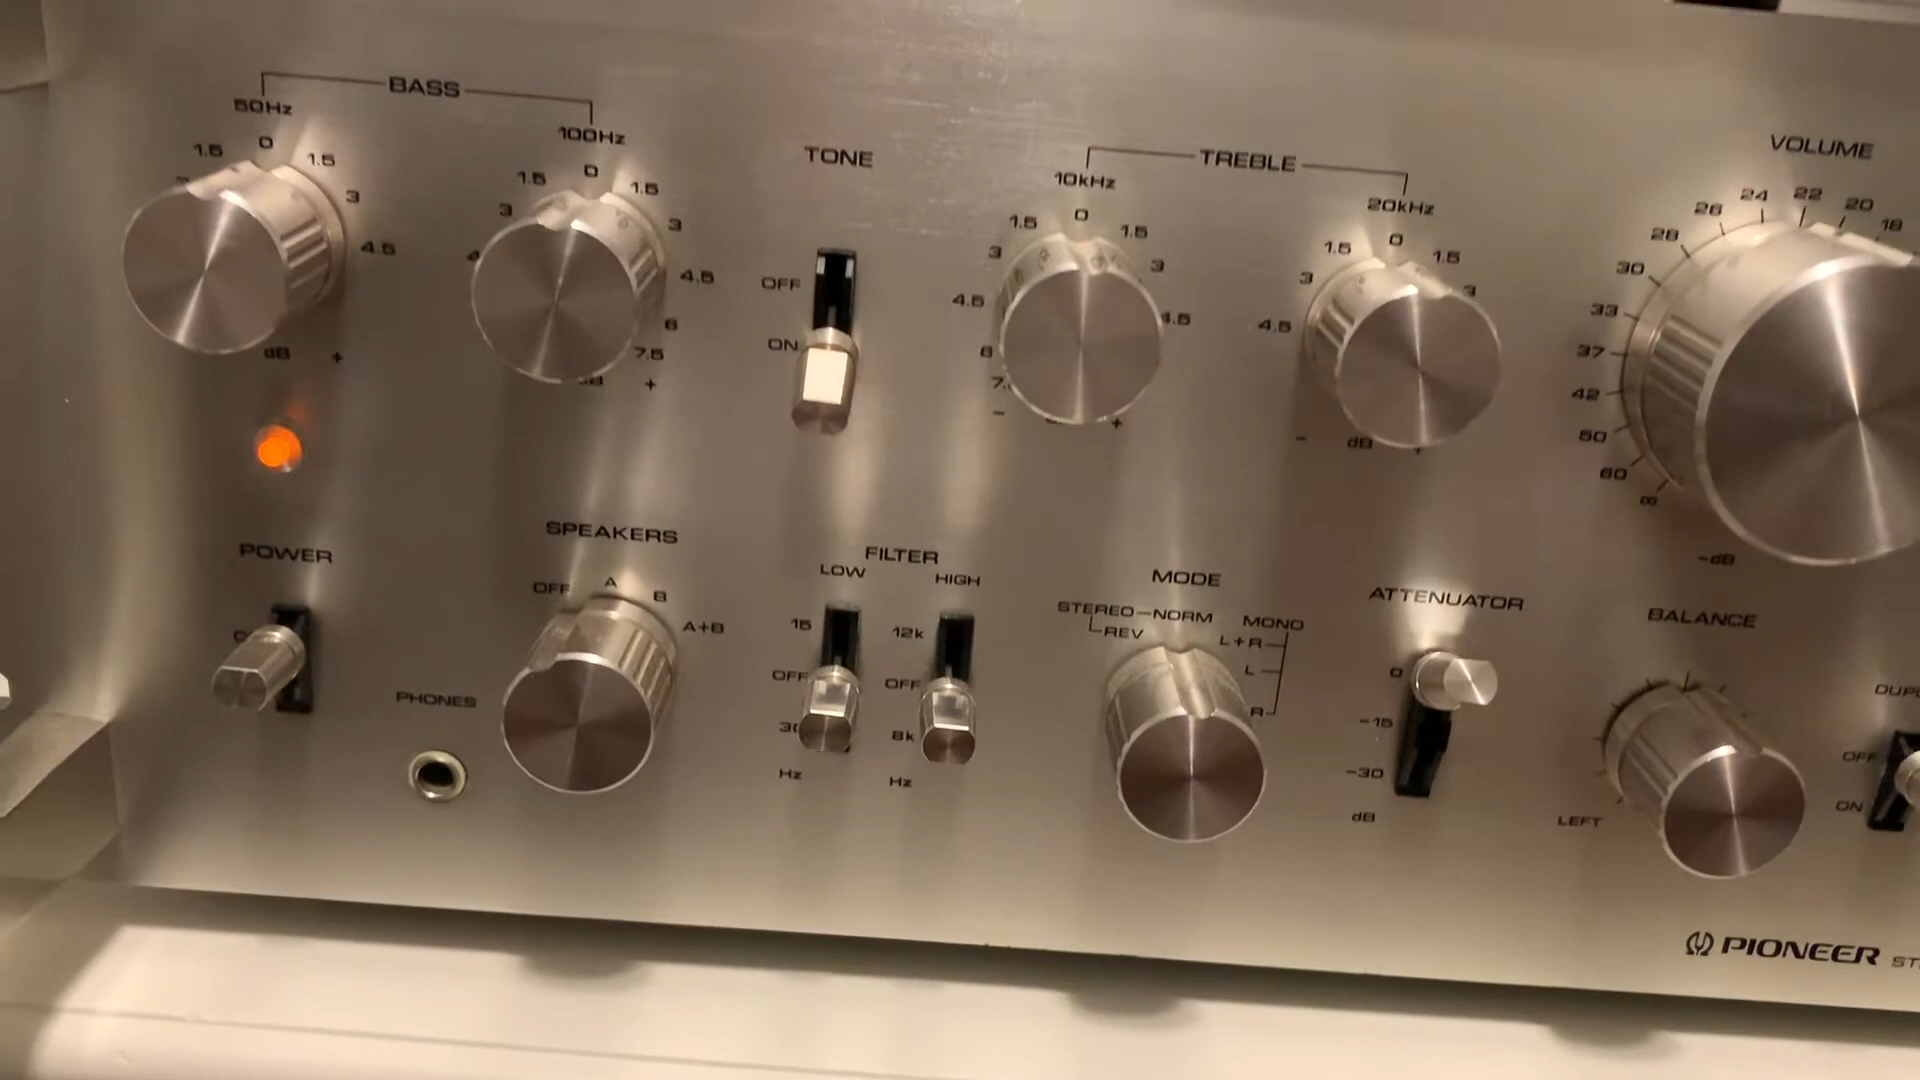 BASS
50Hz
1.5 0 1.5
3
4.5
dB +
100Hz
1.5 0 1.5
3 3
4.5
6
7.5
+
TONE
OFF
ON
TREBLE
10kHz
1.5 0 1.5
3 3
4.5 4.5
6
- +
20kHz
1.5 0 1.5
3 3
4.5
- dB +
VOLUME
18
20
22
24
26
28
30
33
37
42
50
60
∞
-dB
POWER
PHONES
SPEAKERS
OFF A B A+B
FILTER
LOW
15
OFF
Hz
HIGH
12k
OFF
8k
Hz
MODE
STEREO-NORM
REV
MONO
L+R
L
R
ATTENUATOR
0
-15
-30
dB
BALANCE
LEFT
OFF
ON
PIONEER